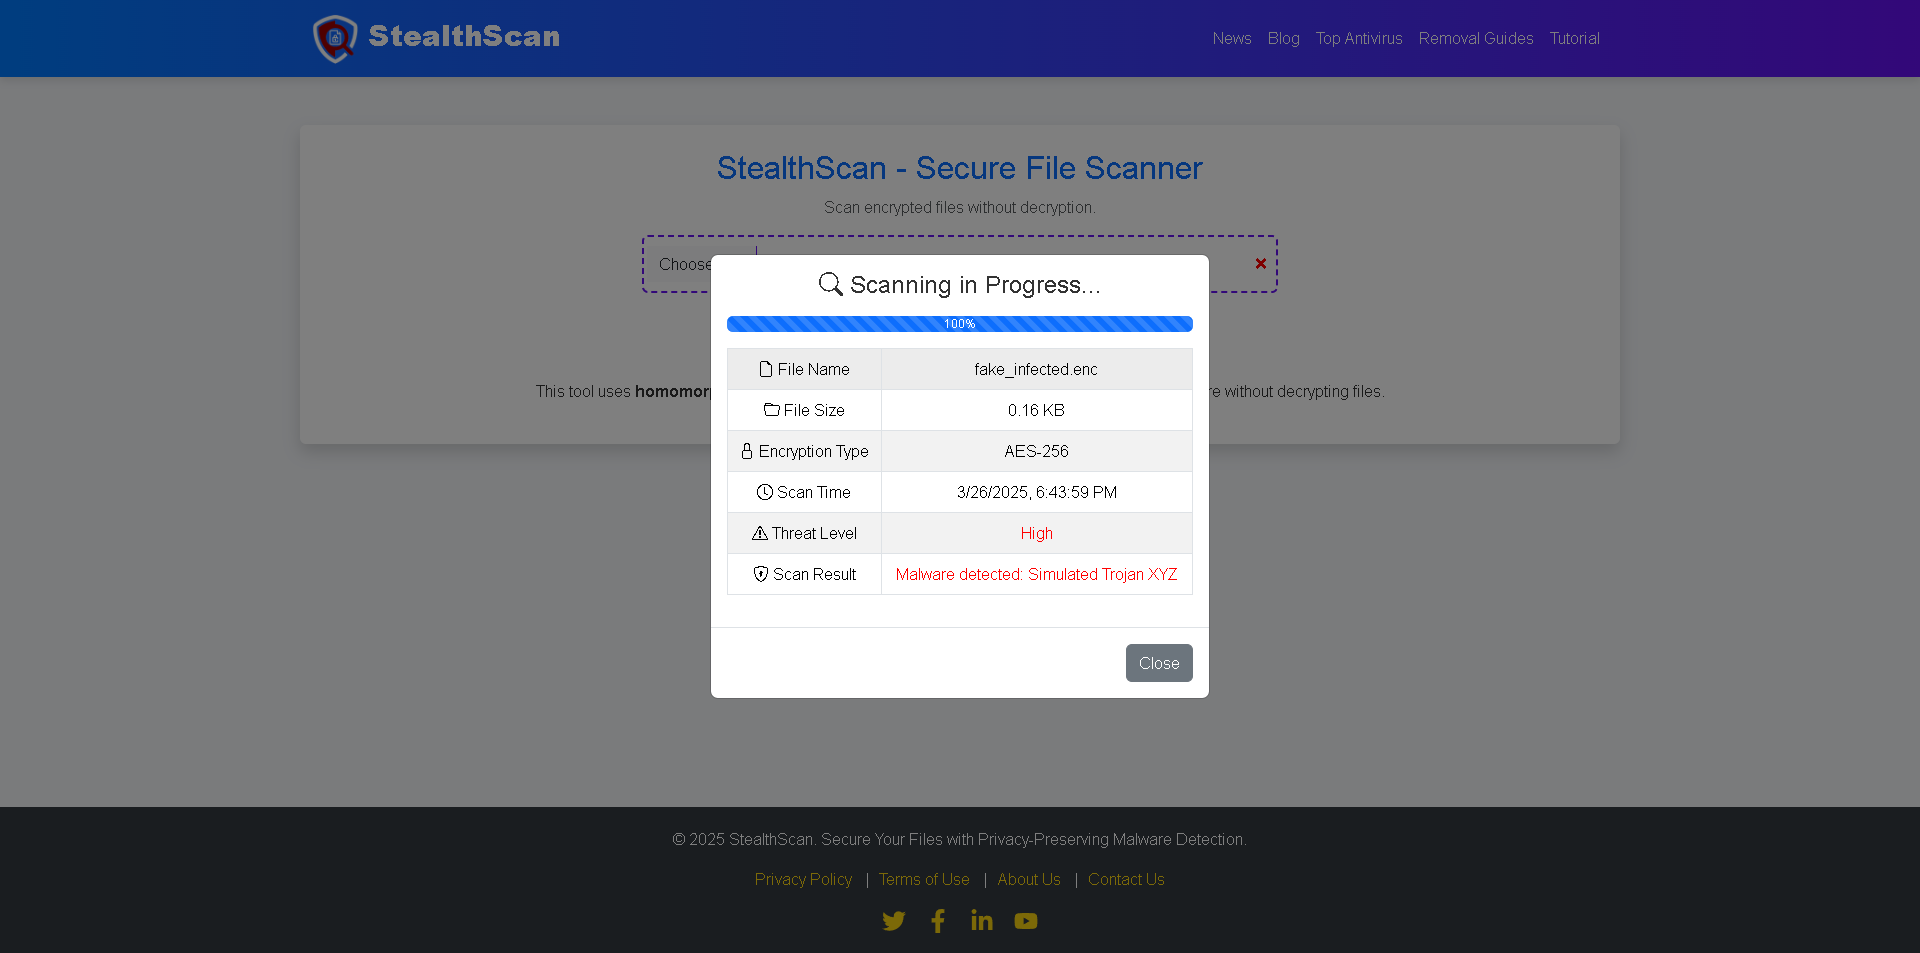 StealthScan
News Blog Top Antivirus Removal Guides Tutorial
StealthScan - Secure File Scanner
Scan encrypted files without decryption.
Choose
Scanning in Progress...
100%
File Name fake_infected.enc
File Size 0.16 KB
Encryption Type AES-256
Scan Time 3/26/2025, 6:43:59 PM
Threat Level High
Scan Result Malware detected: Simulated Trojan XYZ
This tool uses without decrypting files.
Close
© 2025 StealthScan. Secure Your Files with Privacy-Preserving Malware Detection.
Privacy Policy | Terms of Use | About Us | Contact Us